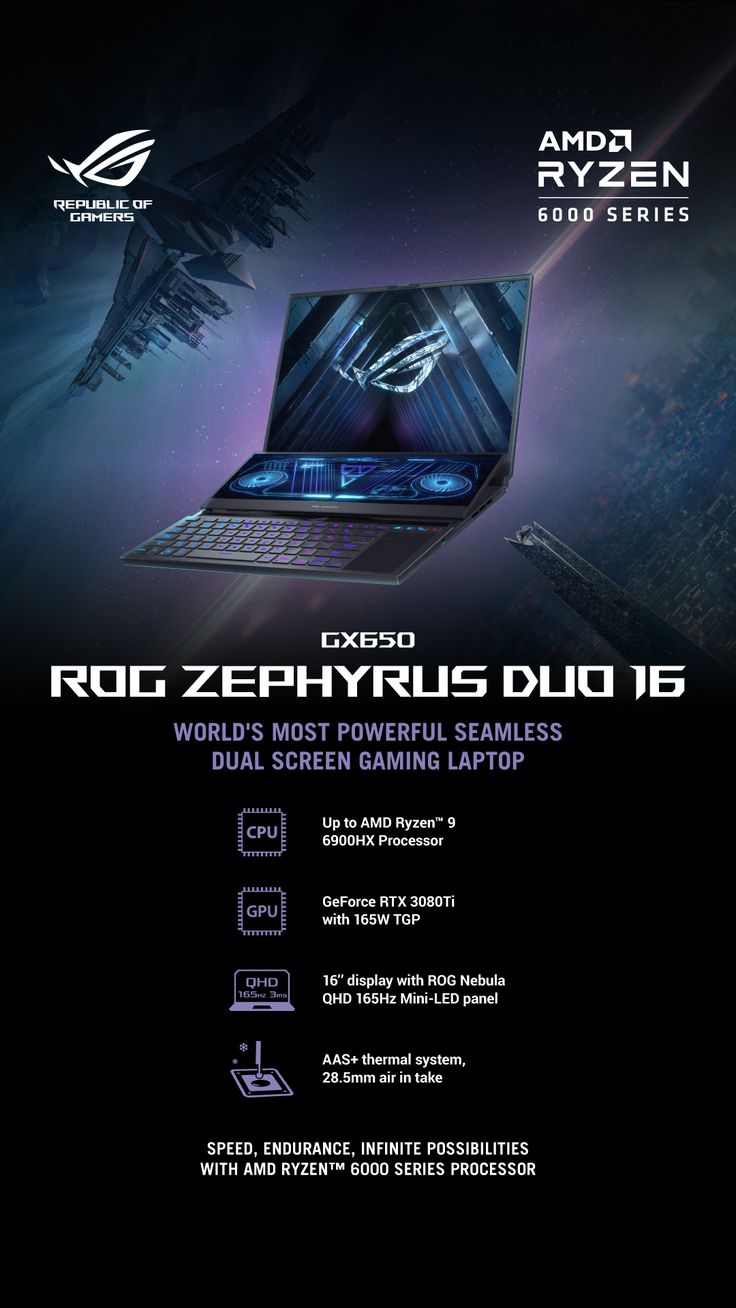 REPUBLIC OF
GAMERS
AMD
RYZEN
6000 SERIES
GX650
ROG ZEPHYRUS DUO 16
WORLD'S MOST POWERFUL SEAMLESS
DUAL SCREEN GAMING LAPTOP
CPU
Up to AMD Ryzen™ 9
6900HX Processor
GPU
GeForce RTX 3080Ti
with 165W TGP
QHD
165Hz 3ms
16’’ display with ROG Nebula
QHD 165Hz Mini-LED panel
AAS+ thermal system,
28.5mm air in take
SPEED, ENDURANCE, INFINITE POSSIBILITIES
WITH AMD RYZEN™ 6000 SERIES PROCESSOR